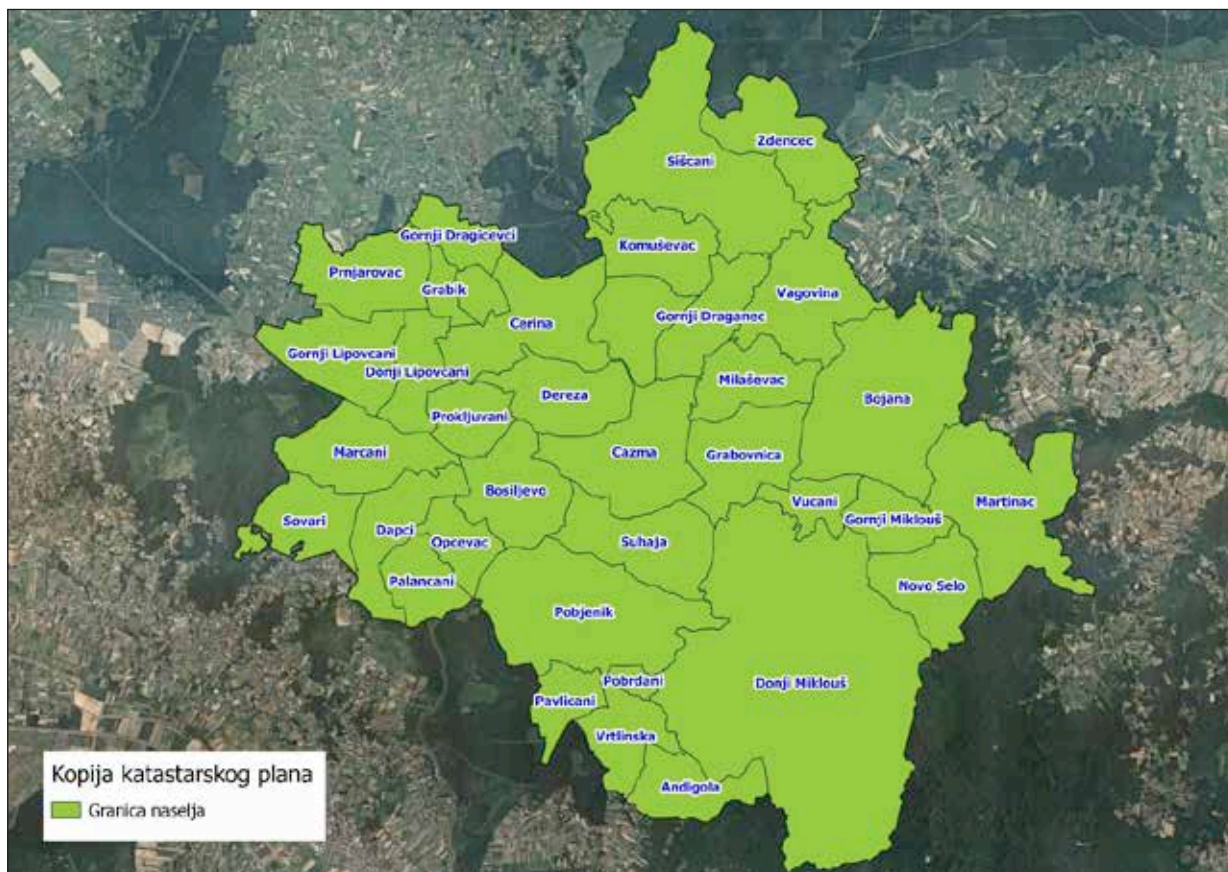 Zdencec
Sišcani
Gornji Dragicevci
Komuševac
Prnjarovac
Grabik
Vagovina
Gornji Draganec
Cerina
Gornji Lipovcani
Donji Lipovcani
Milaševac
Dereza
Bojana
Prokljuvani
Marcani
Cazma
Grabovnica
Bosiljevo
Vucani
Martinac
Sovari
Gornji Miklouš
Dapci
Opcevac
Suhaja
Palancani
Novo Selo
Pobjenik
Pobrdani
Donji Miklouš
Pavlicani
Vrtlinska
Andigola
Kopija katastarskog plana
Granica naselja